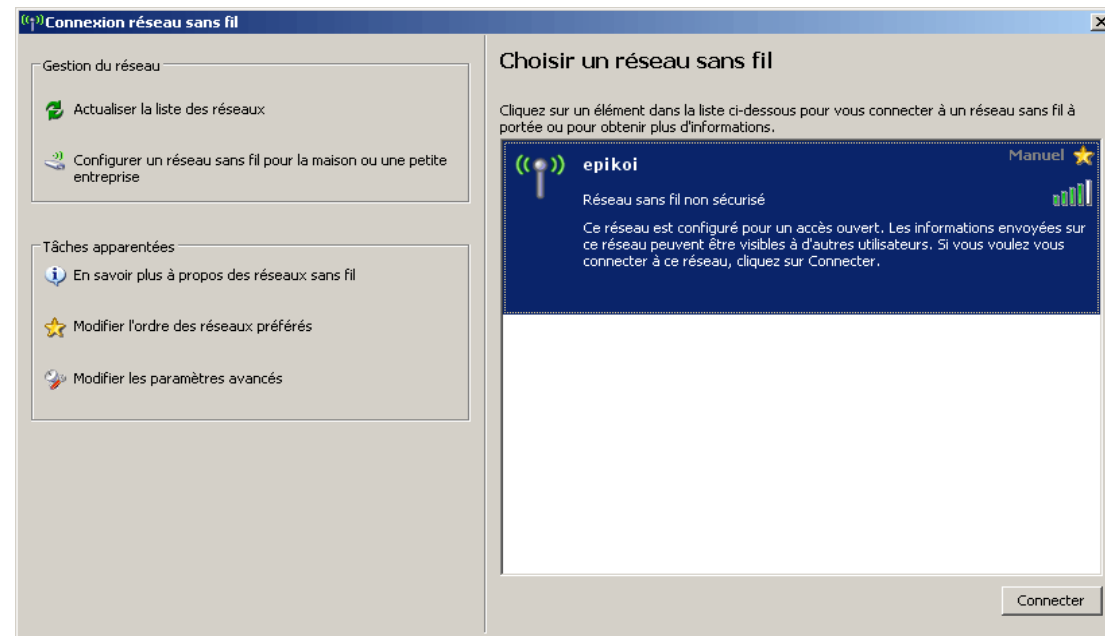 Connexion réseau sans fil
Gestion du réseau
Actualiser la liste des réseaux
Configurer un réseau sans fil pour la maison ou une petite
entreprise
Tâches apparentées
En savoir plus à propos des réseaux sans fil
Modifier l'ordre des réseaux préférés
Modifier les paramètres avancés
Choisir un réseau sans fil
Cliquez sur un élément dans la liste ci-dessous pour vous connecter à un réseau sans fil à
portée ou pour obtenir plus d'informations.
epikoi
Manuel
Réseau sans fil non sécurisé
Ce réseau est configuré pour un accès ouvert. Les informations envoyées sur
ce réseau peuvent être visibles à d'autres utilisateurs. Si vous voulez vous
connecter à ce réseau, cliquez sur Connecter.
Connecter